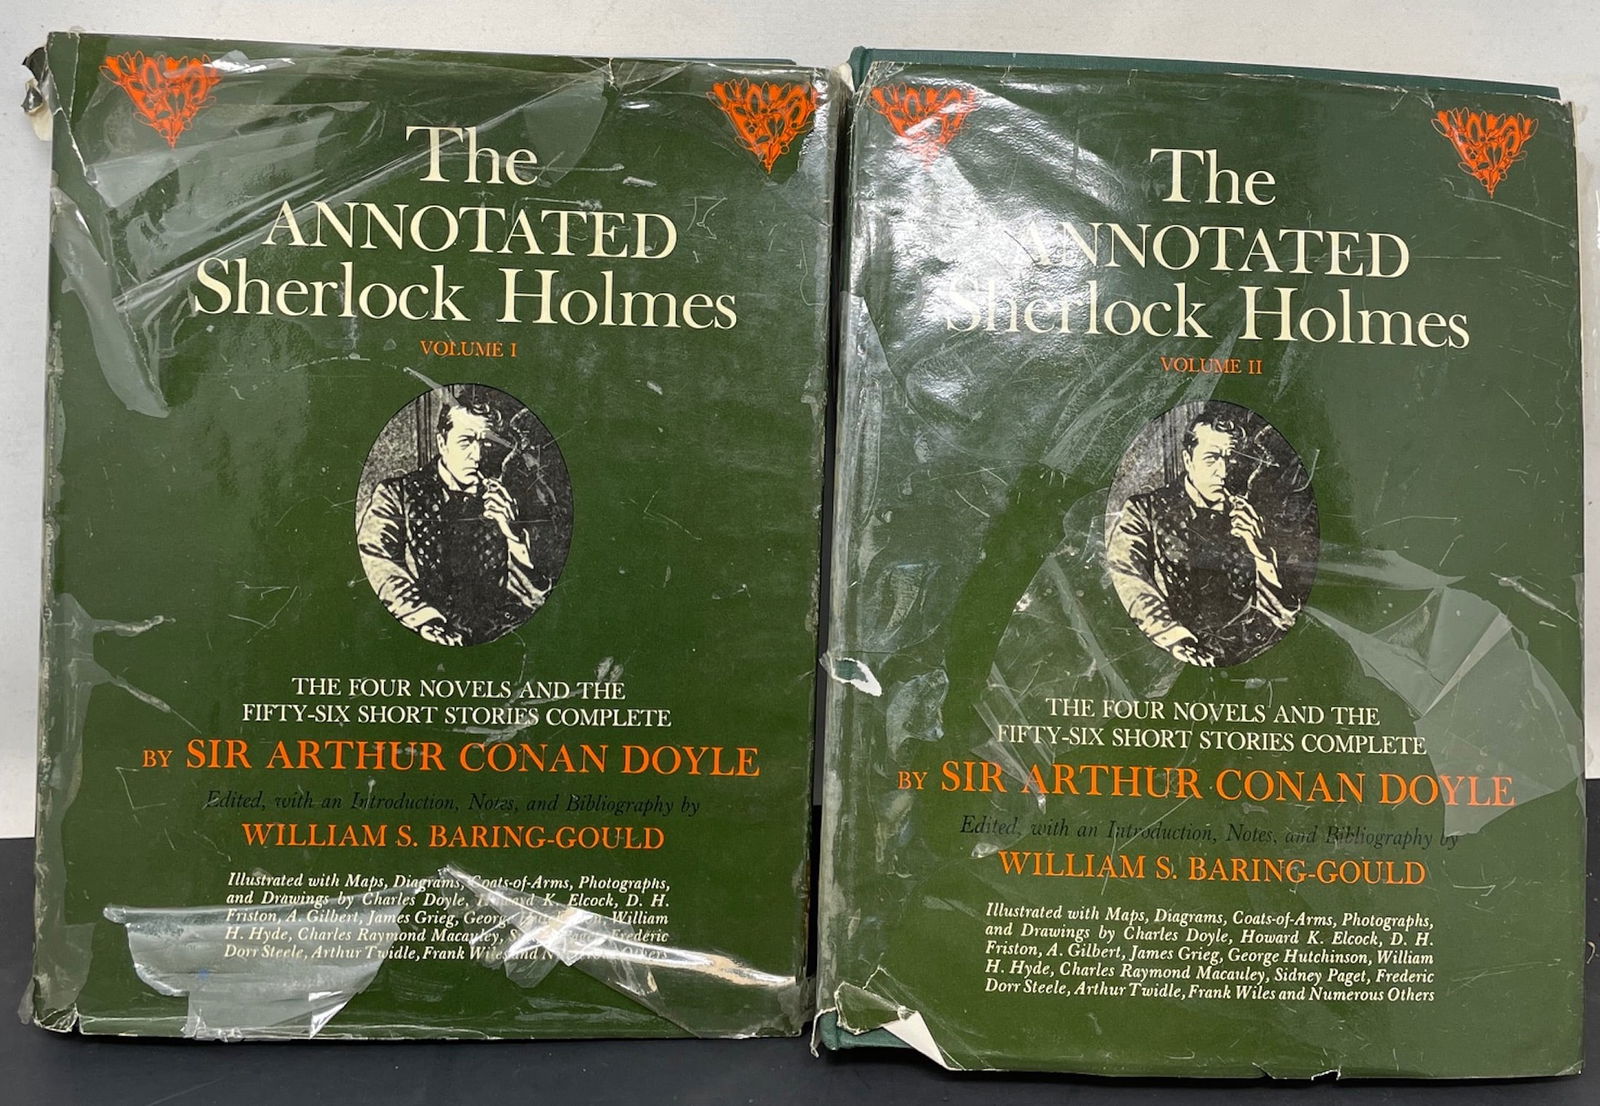 The
ANNOTATED
Sherlock Holmes
VOLUME I
THE FOUR NOVELS AND THE
FIFTY-SIX SHORT STORIES COMPLETE
BY SIR ARTHUR CONAN DOYLE
Edited, with an Introduction, Notes, and Bibliography by
WILLIAM S. BARING-GOULD
Illustrated with Maps, Diagrams, Coats-of-Arms, Photographs,
and Drawings by Charles Doyle, K. Elcock, D. H.
Friston, A. Gilbert, James Grieg, William
H. Hyde, Charles Raymond Macauley, Frederic
Dorr Steele, Arthur Twidle, Frank Wiles and Others
The
ANNOTATED
Sherlock Holmes
VOLUME II
THE FOUR NOVELS AND THE
FIFTY-SIX SHORT STORIES COMPLETE
BY SIR ARTHUR CONAN DOYLE
Edited, with an Introduction, Notes, and Bibliography by
WILLIAM S. BARING-GOULD
Illustrated with Maps, Diagrams, Coats-of-Arms, Photographs,
and Drawings by Charles Doyle, Howard K. Elcock, D. H.
Friston, A. Gilbert, James Grieg, George Hutchinson, William
H. Hyde, Charles Raymond Macauley, Sidney Paget, Frederic
Dorr Steele, Arthur Twidle, Frank Wiles and Numerous Others